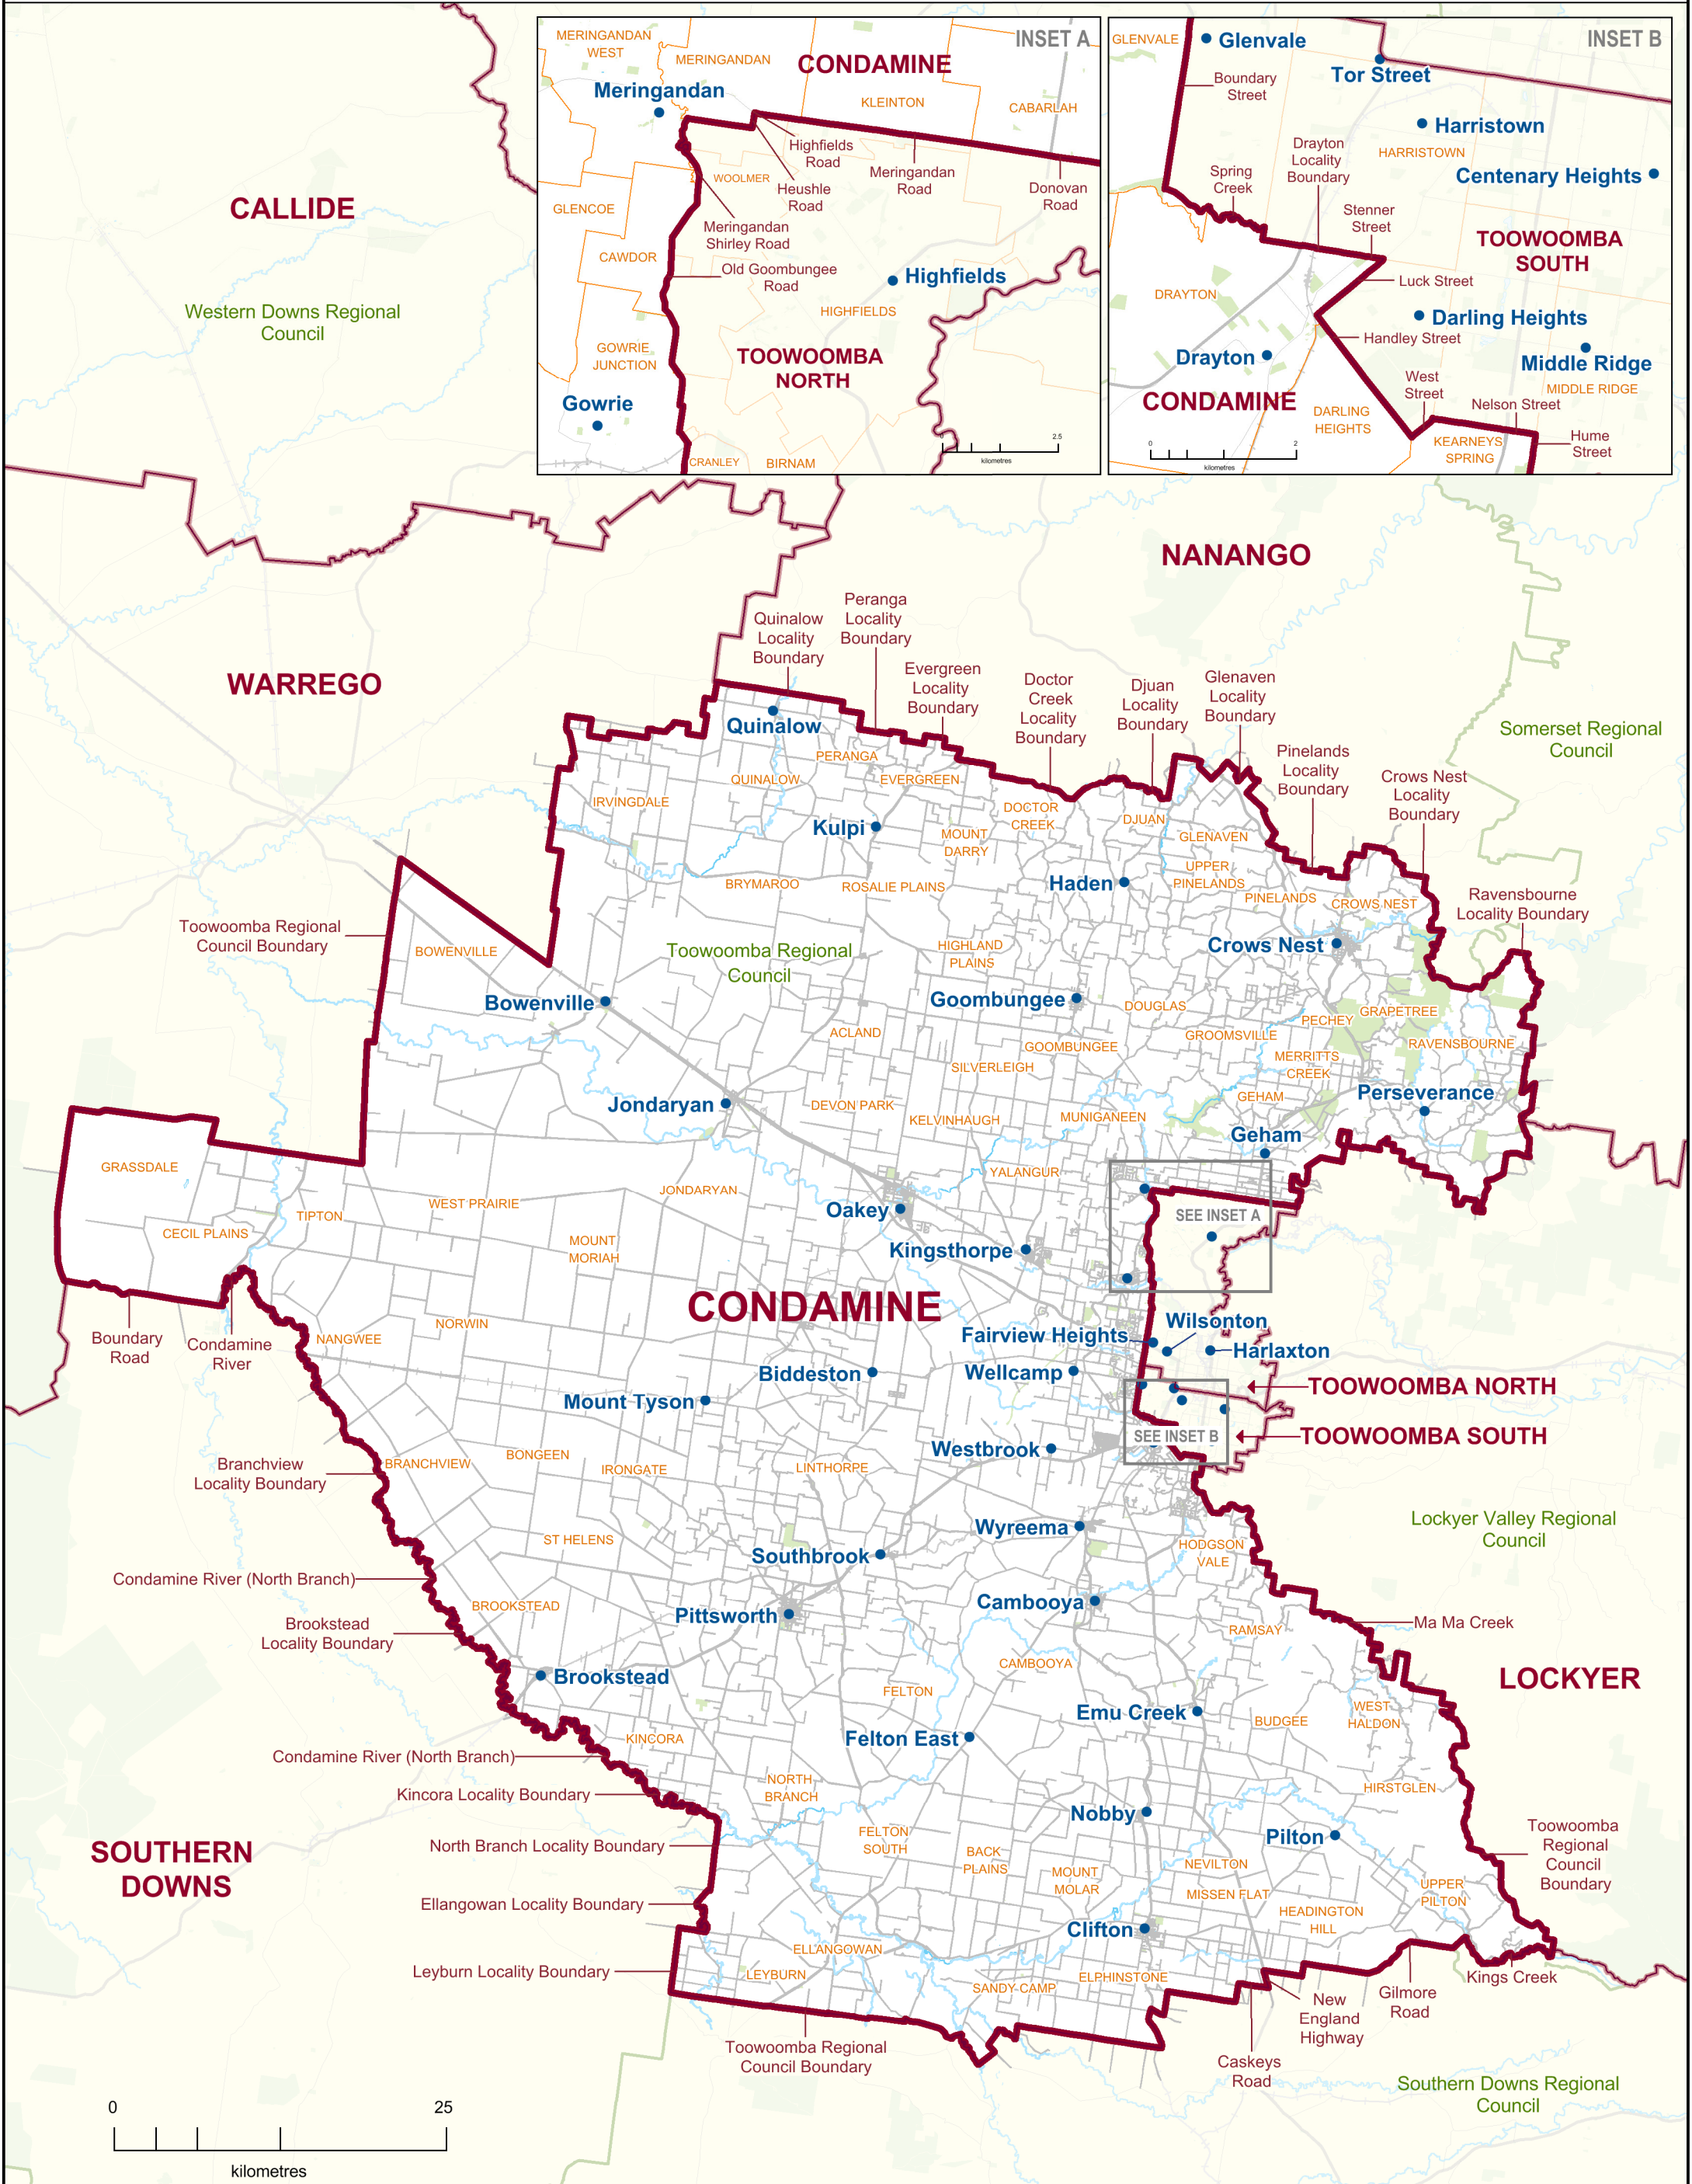 INSET A
MERINGANDAN
WEST
MERINGANDAN
CONDAMINE
Meringandan
KLEINTON
CABARLAH
Highfields
Road
Meringandan
Road
WOOLMER
Heushle
Road
Donovan
Road
GLENCOE
Meringandan
Shirley Road
CAWDOR
Old Goombungee
Road
Highfields
HIGHFIELDS
GOWRIE
JUNCTION
TOOWOOMBA
NORTH
Gowrie
CRANLEY
BIRNAM
2.5
kilometres
INSET B
GLENVALE
Glenvale
Tor Street
Boundary
Street
Harristown
HARRISTOWN
Drayton
Locality
Boundary
Spring
Creek
Centenary Heights
Stenner
Street
TOOWOOMBA
SOUTH
Luck Street
DRAYTON
Darling Heights
Handley Street
Drayton
Middle Ridge
MIDDLE RIDGE
West
Street
CONDAMINE
DARLING
HEIGHTS
Nelson Street
KEARNEYS
SPRING
Hume
Street
0
2
kilometres
CALLIDE
Western Downs Regional
Council
NANANGO
WARREGO
Quinalow
Locality
Boundary
Peranga
Locality
Boundary
Evergreen
Locality
Boundary
Doctor
Creek
Locality
Boundary
Djuan
Locality
Boundary
Glenaven
Locality
Boundary
Pinelands
Locality
Boundary
Crows Nest
Locality
Boundary
Somerset Regional
Council
Quinalow
PERANGA
QUINALOW
EVERGREEN
IRVINGDALE
DOCTOR
CREEK
DJUAN
Kulpi
MOUNT
DARRY
GLENAVEN
UPPER
PINELANDS
BRYMAROO
ROSALIE PLAINS
Haden
PINELANDS
CROWS NEST
Ravensbourne
Locality Boundary
Toowoomba Regional
Council Boundary
BOWENVILLE
Toowoomba Regional
Council
HIGHLAND
PLAINS
Crows Nest
Bowenville
Goombungee
DOUGLAS
GRAPETREE
PECHEY
ACLAND
GOOMBUNGEE
GROOMSVILLE
RAVENSBOURNE
SILVERLEIGH
MERRITTS
CREEK
Perseverance
Jondaryan
DEVON PARK
KELVINHAUGH
MUNIGANEEN
GEHAM
Geham
GRASSDALE
YALANGUR
JONDARYAN
WEST PRAIRIE
TIPTON
CECIL PLAINS
Oakey
SEE INSET A
MOUNT
MORIAH
Kingsthorpe
CONDAMINE
NORWIN
NANGWEE
Boundary
Road
Condamine
River
Wilsonton
Fairview Heights
Harlaxton
Biddeston
Wellcamp
TOOWOOMBA NORTH
Mount Tyson
SEE INSET B
TOOWOOMBA SOUTH
Westbrook
Branchview
Locality Boundary
BRANCHVIEW
BONGEEN
IRONGATE
LINTHORPE
Wyreema
Lockyer Valley Regional
Council
ST HELENS
Southbrook
HODGSON
VALE
Condamine River (North Branch)
BROOKSTEAD
Pittsworth
Cambooya
Brookstead
Locality Boundary
RAMSAY
Ma Ma Creek
Brookstead
CAMBOOYA
LOCKYER
FELTON
Emu Creek
BUDGEE
WEST
HALDON
KINCORA
Felton East
Condamine River (North Branch)
NORTH
BRANCH
HIRSTGLEN
Kincora Locality Boundary
Nobby
Pilton
North Branch Locality Boundary
FELTON
SOUTH
BACK
PLAINS
MOUNT
MOLAR
NEVILTON
Toowoomba
Regional
Council
Boundary
SOUTHERN
DOWNS
MISSEN FLAT
UPPER
PILTON
Ellangowan Locality Boundary
HEADINGTON
HILL
Clifton
ELLANGOWAN
Leyburn Locality Boundary
LEYBURN
SANDY CAMP
ELPHINSTONE
Kings Creek
Gilmore
Road
New
England
Highway
Toowoomba Regional
Council Boundary
Caskeys
Road
Southern Downs Regional
Council
0
25
kilometres